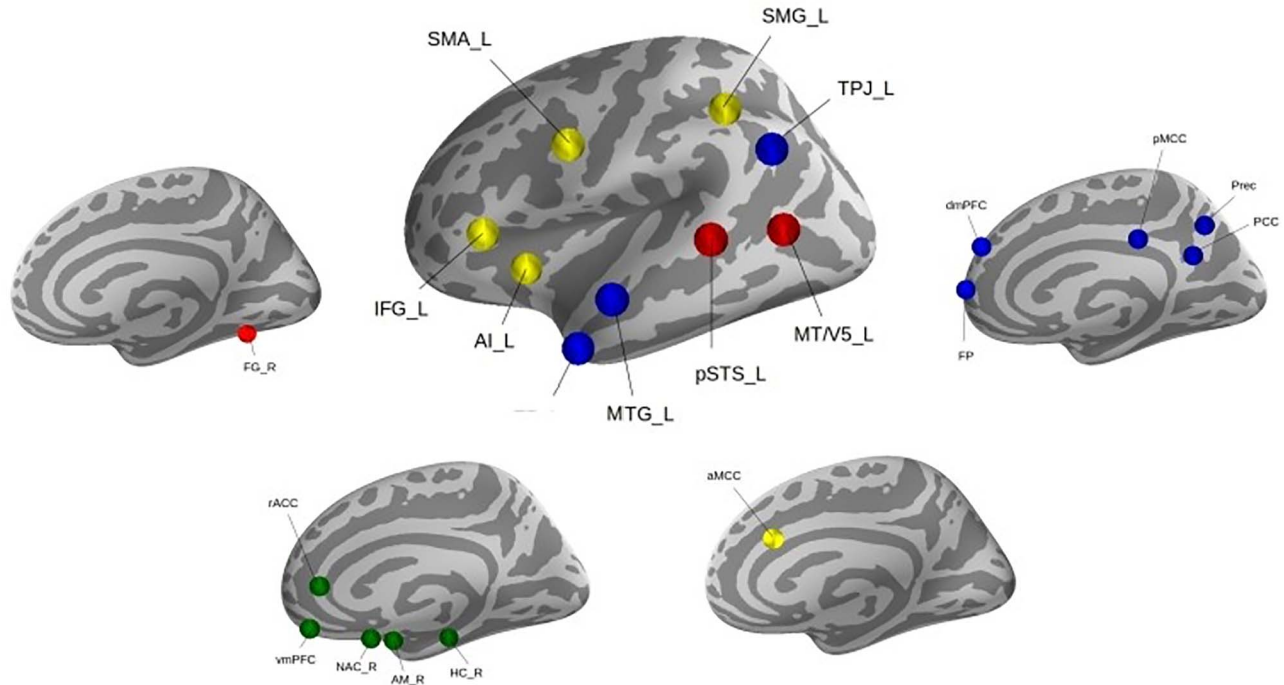 SMG_L
SMA_L
TPJ_L
pMCC
Prec
dmPFC
PCC
IFG_L
AI_L
MT/V5_L
FP
FG_R
pSTS_L
MTG_L
aMCC
rACC
vmPFC
NAC_R
HC_R
AM_R